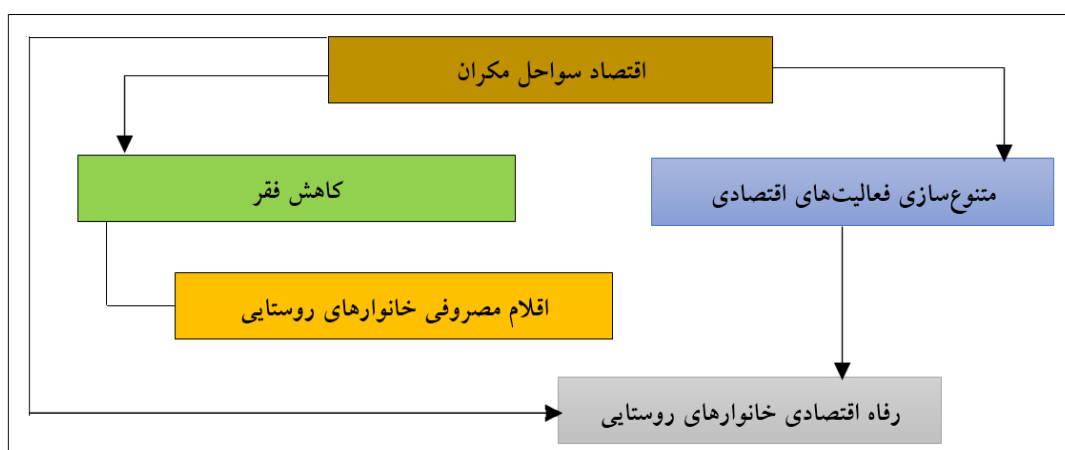 اقتصاد سواحل مکران
متنوع‌سازی فعالیت‌های اقتصادی
کاهش فقر
اقلام مصروفی خانوارهای روستایی
رفاه اقتصادی خانوارهای روستایی